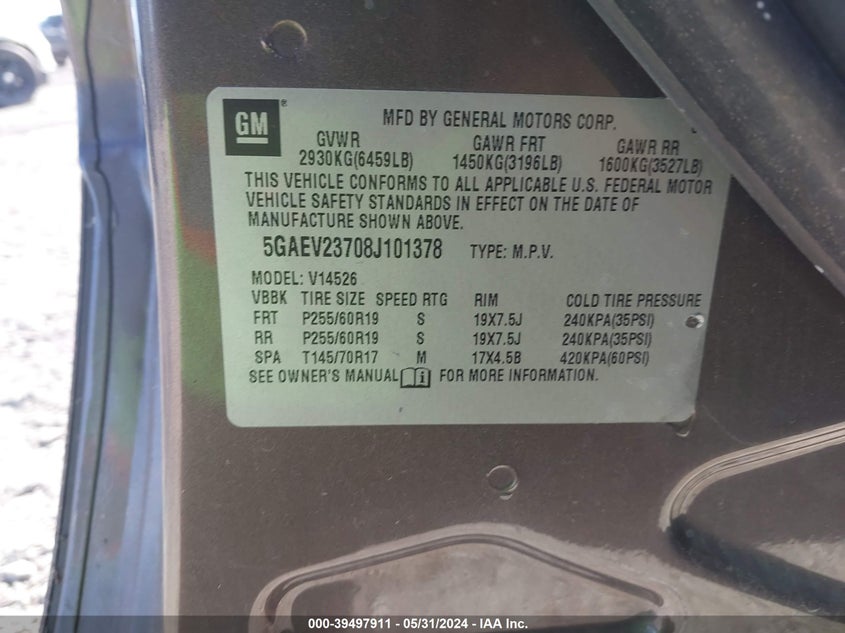 GM ® MFD BY GENERAL MOTORS CORP.
GVWR GAWR FRT GAWR RR
2930KG(6459LB) 1450KG(3196LB) 1600KG(3527LB)
THIS VEHICLE CONFORMS TO ALL APPLICABLE U.S. FEDERAL MOTOR
VEHICLE SAFETY STANDARDS IN EFFECT ON THE DATE OF
MANUFACTURE SHOWN ABOVE.
5GAEV23708J101378 TYPE: M.P.V.
MODEL: V14526
VBBK TIRE SIZE SPEED RTG RIM COLD TIRE PRESSURE
FRT P255/60R19 S 19X7.5J 240KPA(35PSI)
RR P255/60R19 S 19X7.5J 240KPA(35PSI)
SPA T145/70R17 M 17X4.5B 420KPA(60PSI)
SEE OWNER'S MANUAL i FOR MORE INFORMATION.
000-39497911 - 05/31/2024 - IAA Inc.